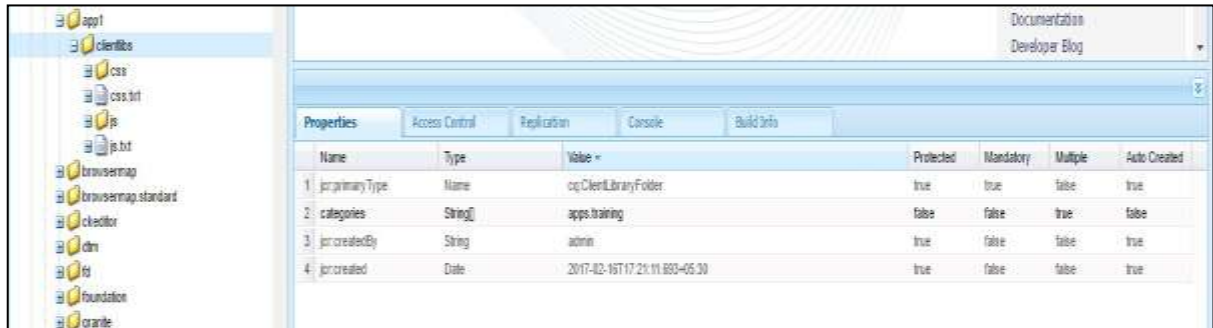 app1
clientlibs
css
css.txt
js
js.txt
browsermap
browsermap.standard
ckeditor
dtm
fd
foundation
granite
Documentation
Developer Blog
Properties Access Control Replication Console Build Info
Name Type Value Protected Mandatory Multiple Auto Created
1 jcr:primaryType Name cq:ClientLibraryFolder true true false true
2 categories String[] apps.training false false true false
3 jcr:createdBy String admin true false false true
4 jcr:created Date 2017-02-16T17:21:11.693+05:30 true false false true